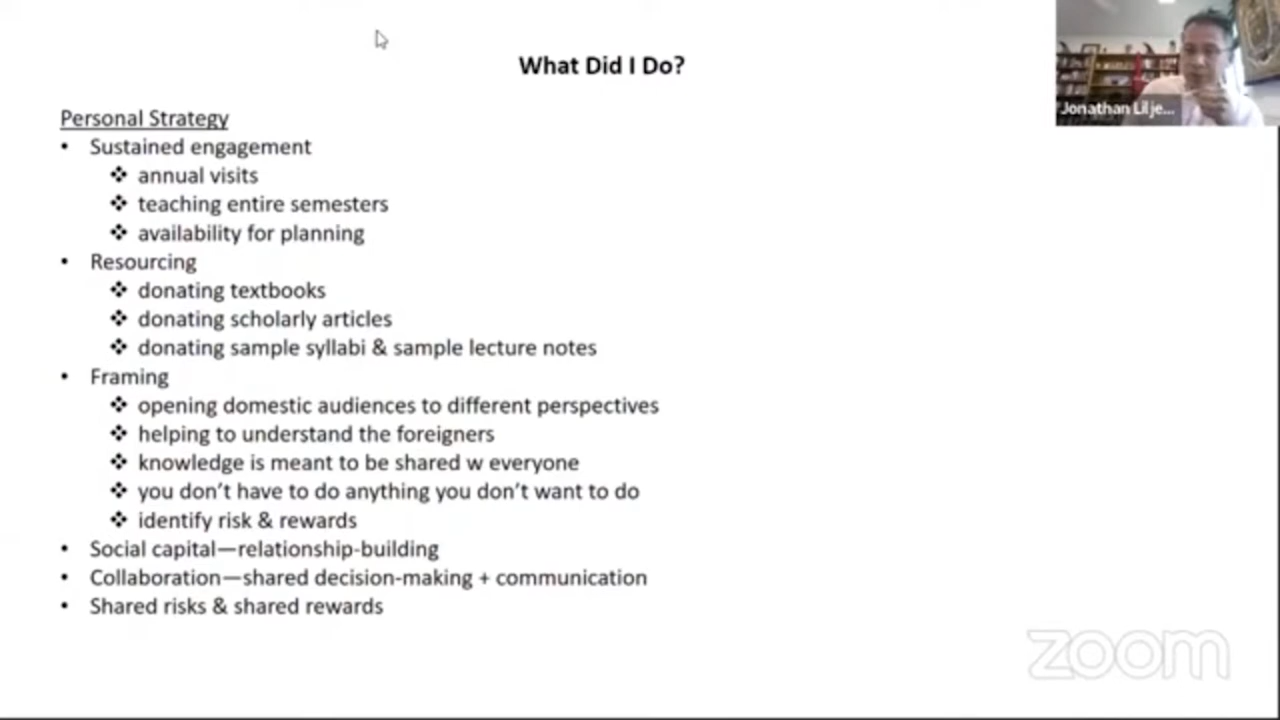 What Did I Do?
Jonathan Lilje...
Personal Strategy
• Sustained engagement
❖ annual visits
❖ teaching entire semesters
❖ availability for planning
• Resourcing
❖ donating textbooks
❖ donating scholarly articles
❖ donating sample syllabi & sample lecture notes
• Framing
❖ opening domestic audiences to different perspectives
❖ helping to understand the foreigners
❖ knowledge is meant to be shared w everyone
❖ you don’t have to do anything you don’t want to do
❖ identify risk & rewards
• Social capital—relationship-building
• Collaboration—shared decision-making + communication
• Shared risks & shared rewards
zoom